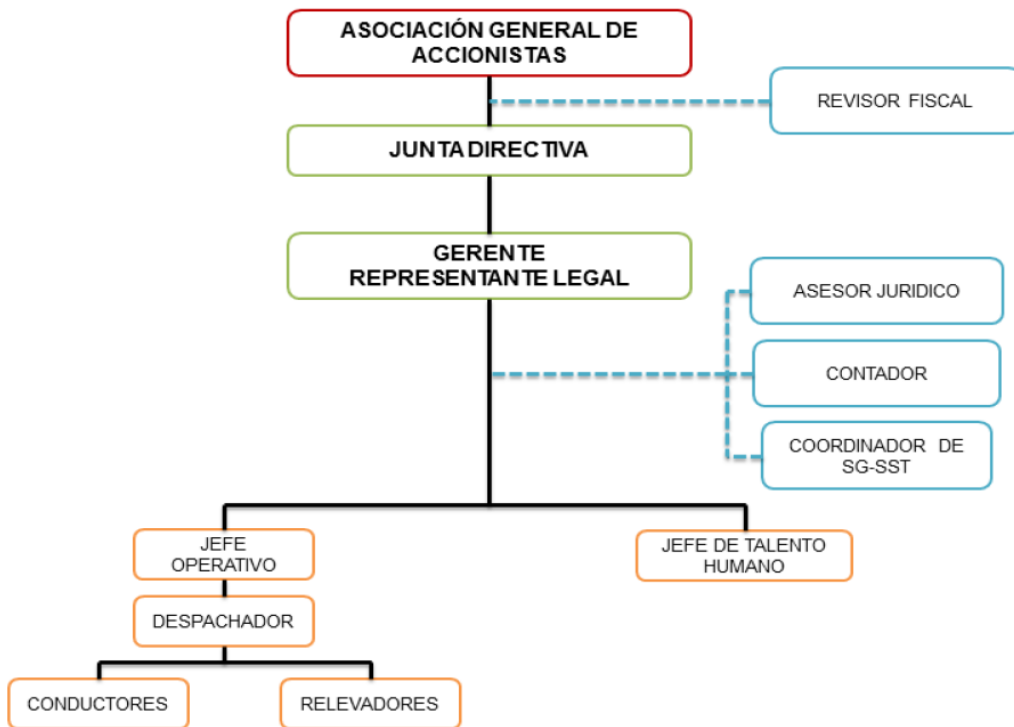 ASOCIACIÓN GENERAL DE
ACCIONISTAS
REVISOR FISCAL
JUNTA DIRECTIVA
GERENTE
REPRESENTANTE LEGAL
ASESOR JURIDICO
CONTADOR
COORDINADOR DE
SG-SST
JEFE
OPERATIVO
JEFE DE TALENTO
HUMANO
DESPACHADOR
CONDUCTORES
RELEVADORES